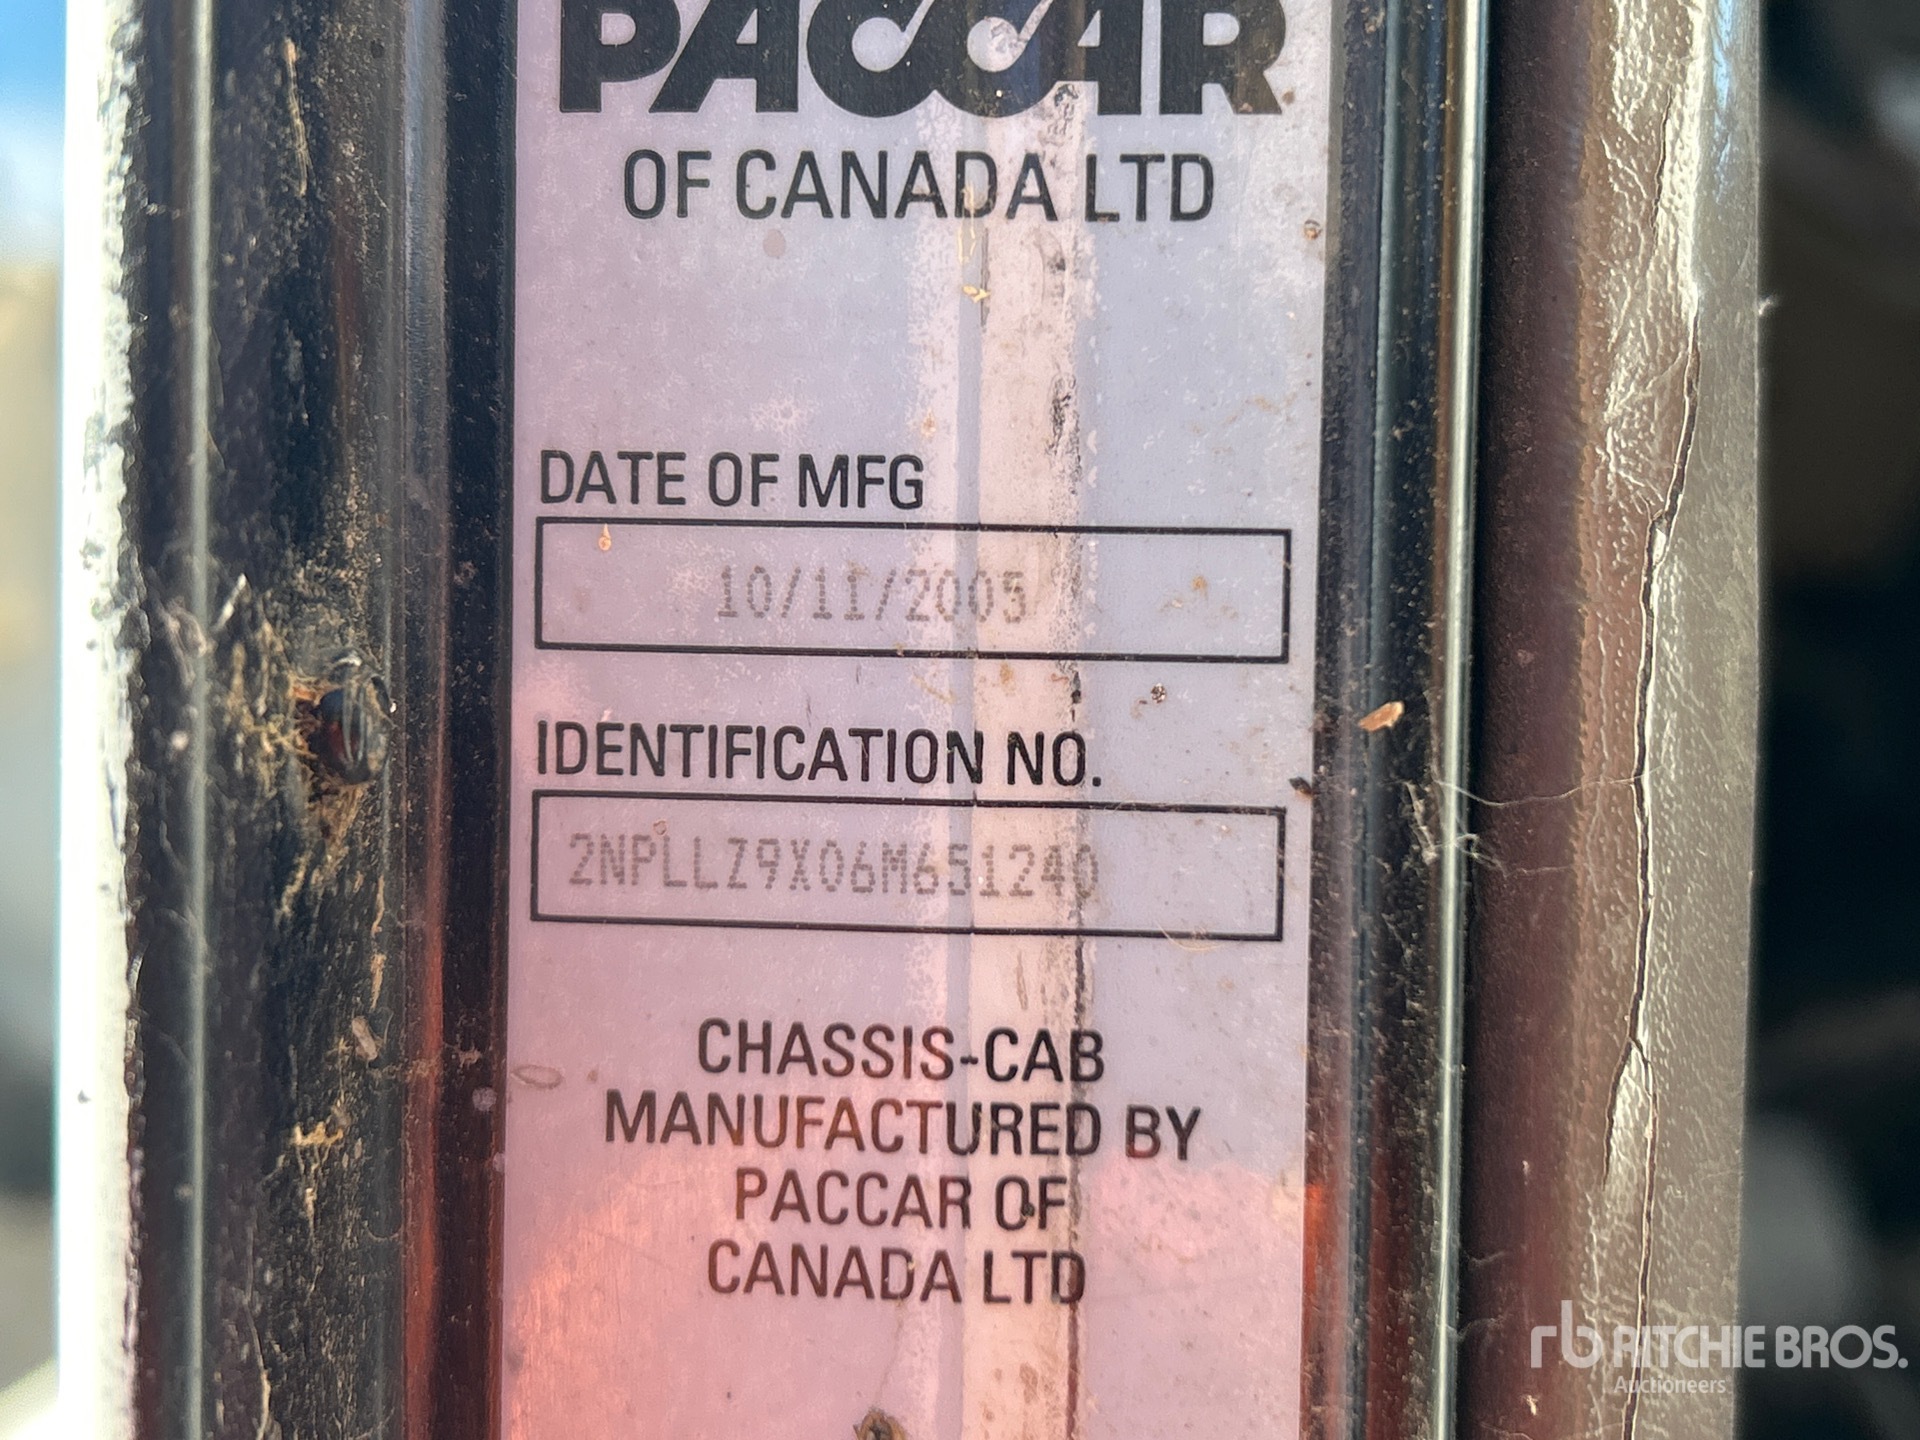 PACCAR
OF CANADA LTD
DATE OF MFG
10/11/2005
IDENTIFICATION NO.
2NPLLZ9X06M651240
CHASSIS-CAB
MANUFACTURED BY
PACCAR OF
CANADA LTD
rb RITCHIE BROS.
Auctioneers